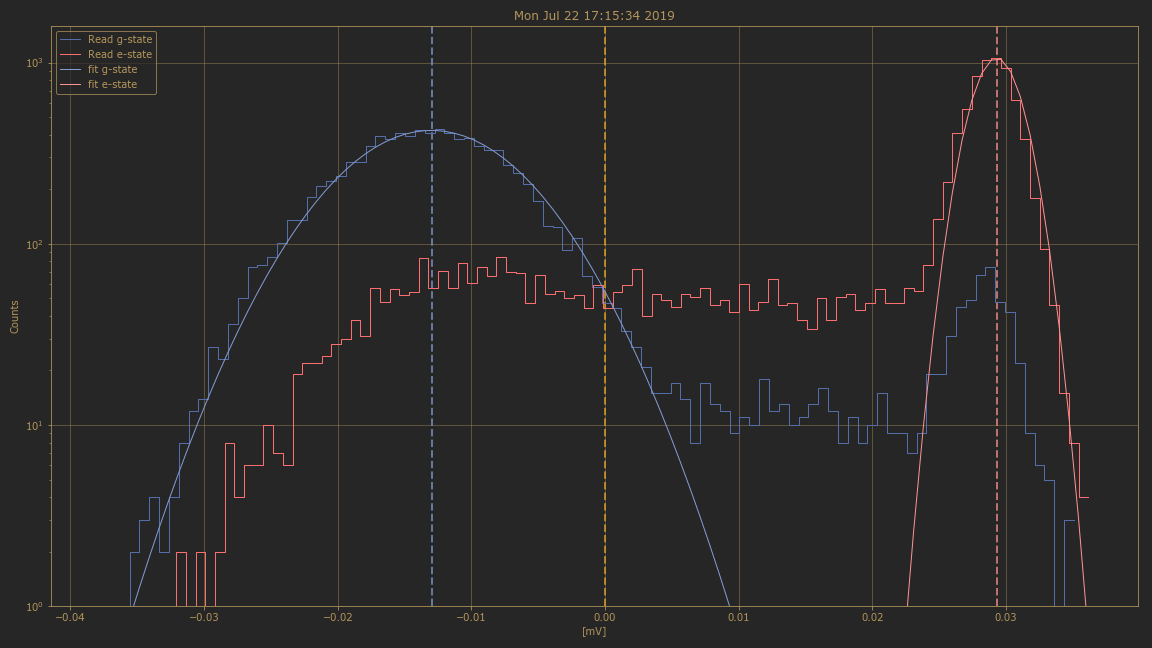 Mon Jul 22 17:15:34 2019
Read g-state
Read e-state
fit g-state
fit e-state
Counts
10³
10²
10¹
10⁰
−0.04 −0.03 −0.02 −0.01 0.00 0.01 0.02 0.03
[mV]